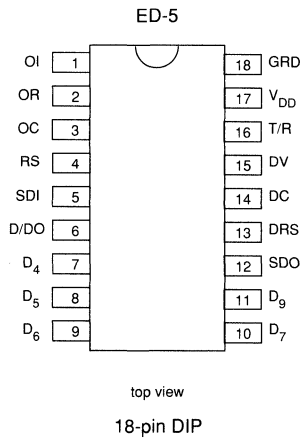 ED-5
OI 1 18 GRD
OR 2 17 V_DD
OC 3 16 T/R
RS 4 15 DV
SDI 5 14 DC
D/DO 6 13 DRS
D4 7 12 SDO
D5 8 11 D9
D6 9 10 D7
top view
18-pin DIP